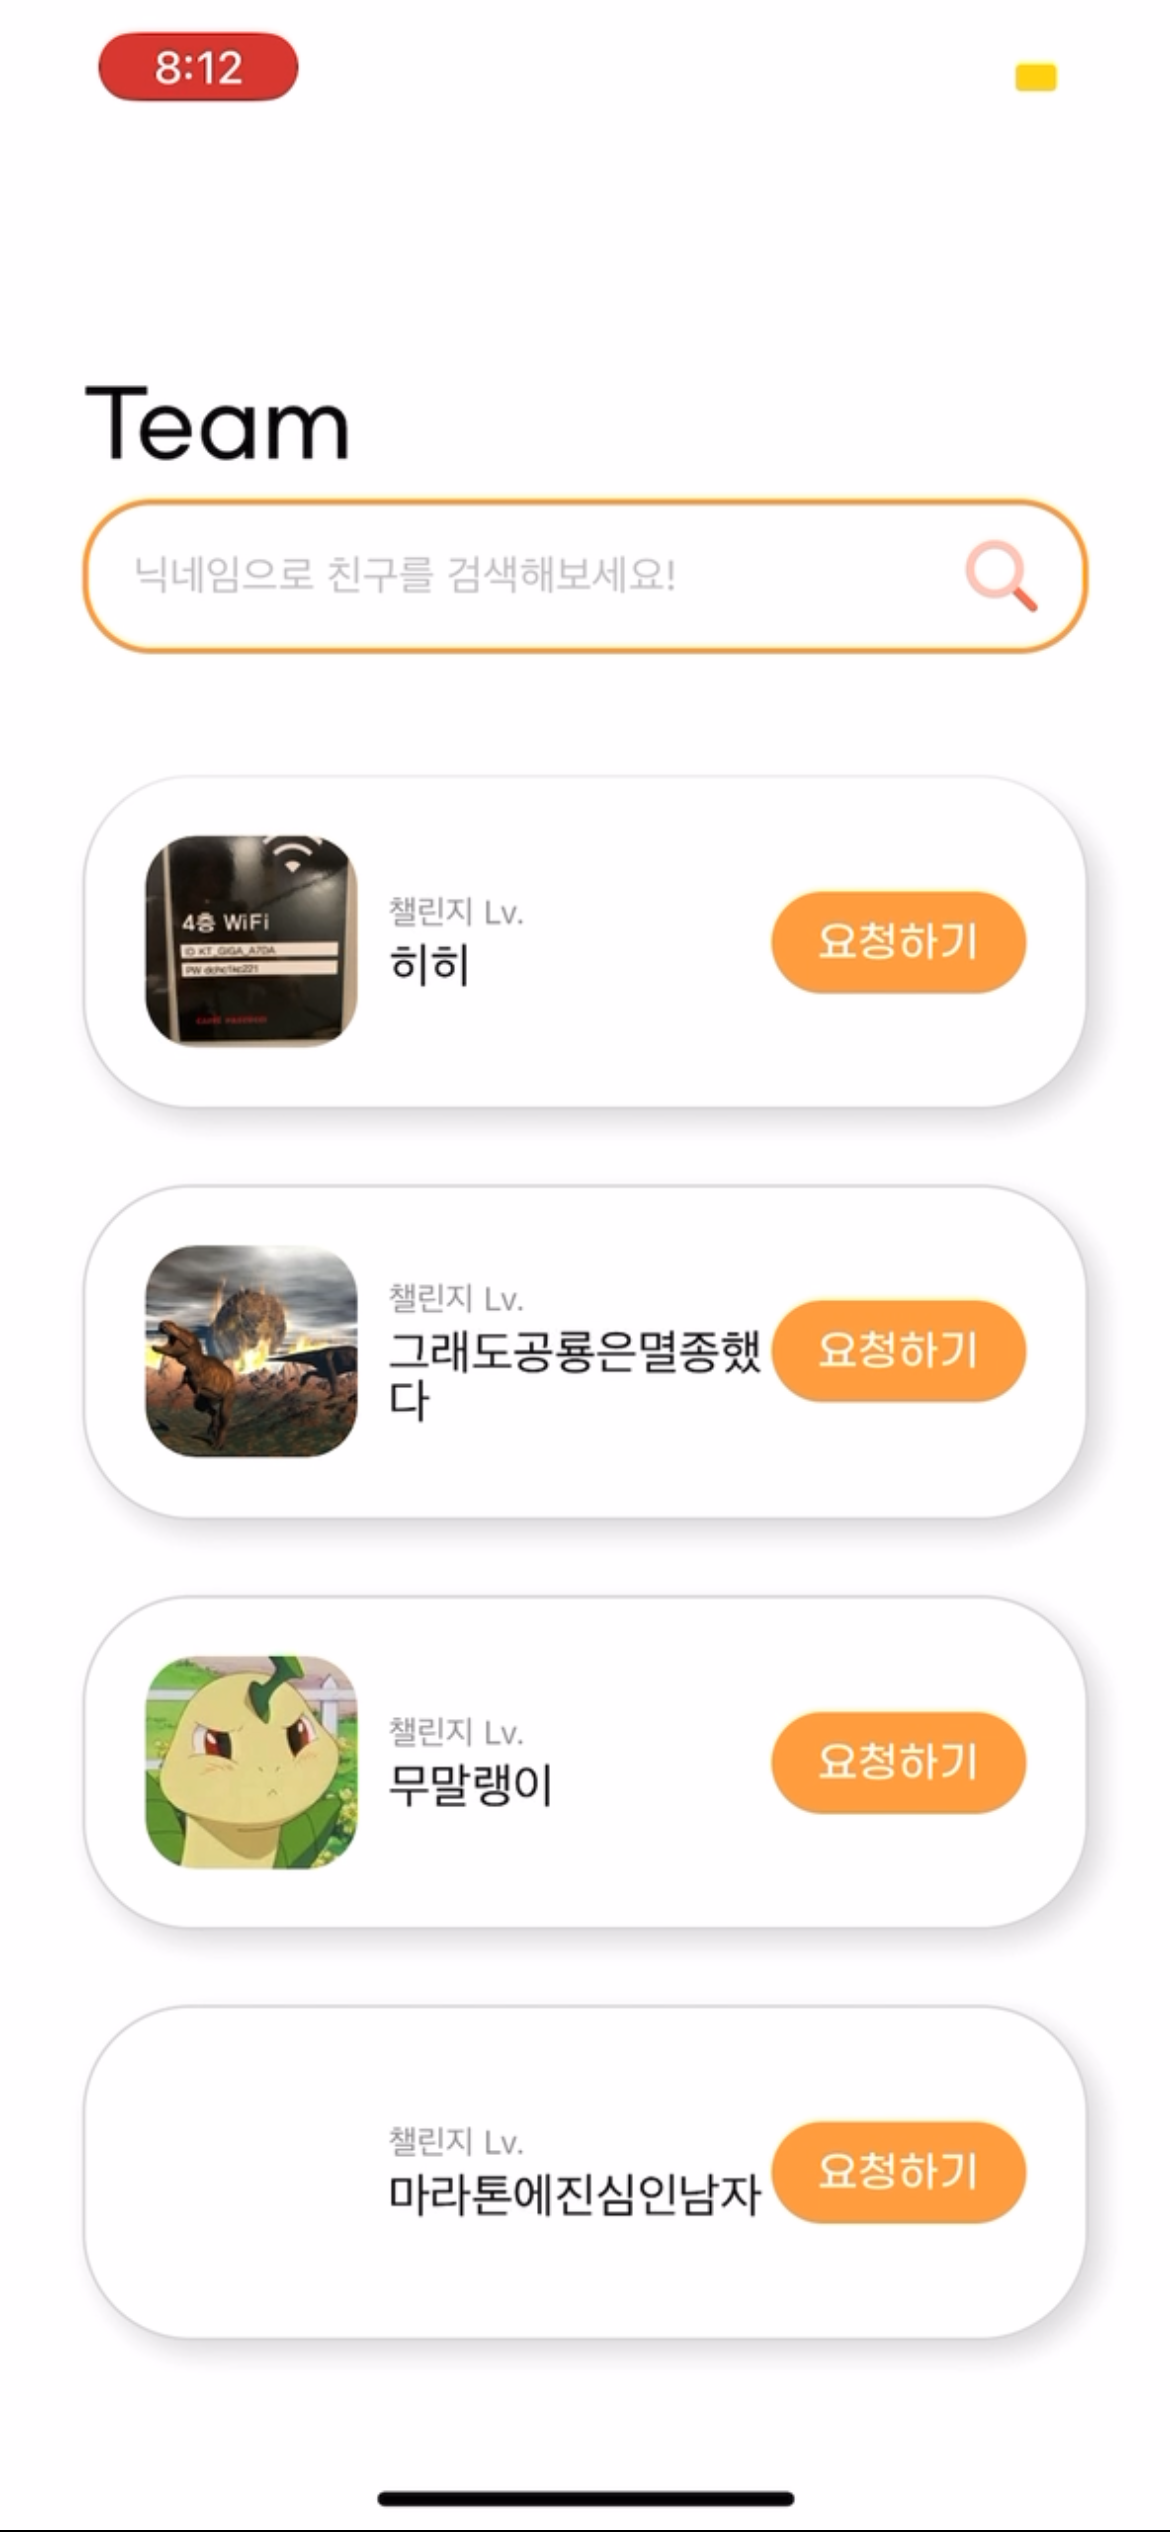 8:12
Team
닉네임으로 친구를 검색해보세요!
4층 WiFi
ID KT_GIGA_A7DA
챌린지 Lv.
히히
요청하기
챌린지 Lv.
그래도공룡은멸종했
다
요청하기
챌린지 Lv.
무말랭이
요청하기
챌린지 Lv.
마라톤에진심인남자
요청하기